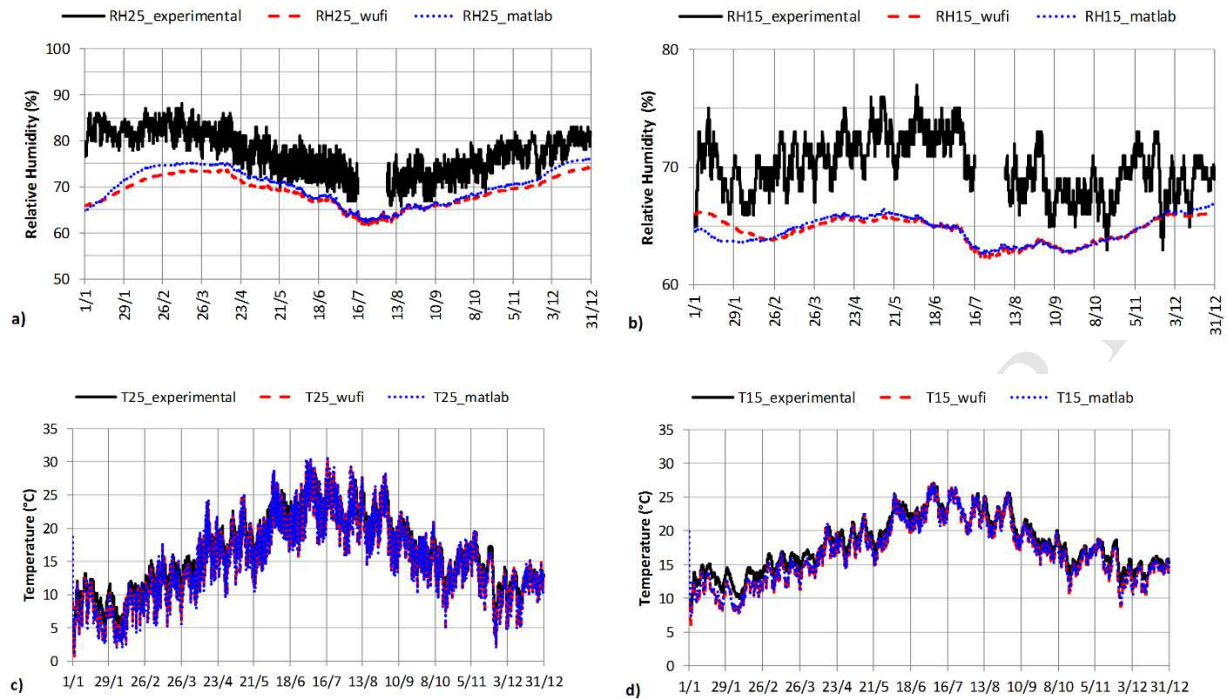 RH25_experimental RH25_wufi RH25_matlab
100
90
80
70
60
50
Relative Humidity (%)
1/1 29/1 26/2 26/3 23/4 21/5 18/6 16/7 13/8 10/9 8/10 5/11 3/12 31/12
a)
RH15_experimental RH15_wufi RH15_matlab
80
70
60
Relative Humidity (%)
1/1 29/1 26/2 26/3 23/4 21/5 18/6 16/7 13/8 10/9 8/10 5/11 3/12 31/12
b)
T25_experimental T25_wufi T25_matlab
35
30
25
20
15
10
5
0
Temperature (°C)
1/1 29/1 26/2 26/3 23/4 21/5 18/6 16/7 13/8 10/9 8/10 5/11 3/12 31/12
c)
T15_experimental T15_wufi T15_matlab
35
30
25
20
15
10
5
0
Temperature (°C)
1/1 29/1 26/2 26/3 23/4 21/5 18/6 16/7 13/8 10/9 8/10 5/11 3/12 31/12
d)